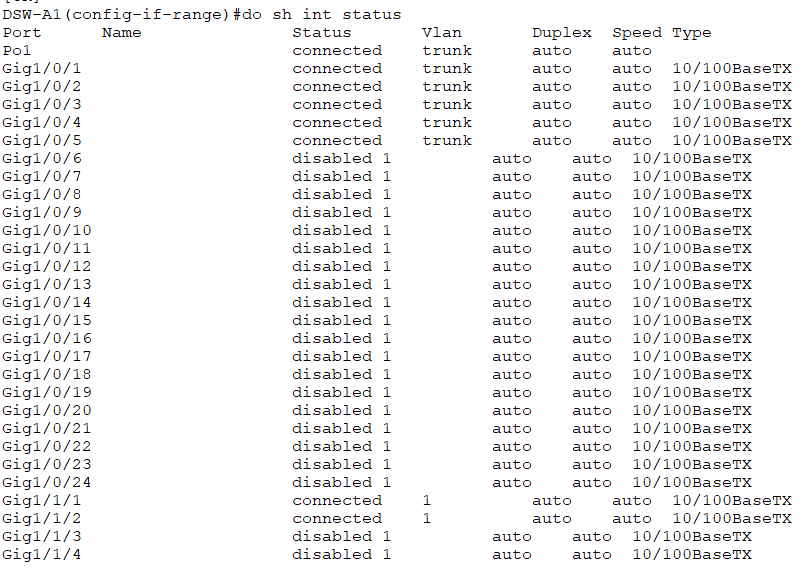 DSW-A1(config-if-range)#do sh int status
Port Name Status Vlan Duplex Speed Type
Po1 connected trunk auto auto
Gig1/0/1 connected trunk auto auto 10/100BaseTX
Gig1/0/2 connected trunk auto auto 10/100BaseTX
Gig1/0/3 connected trunk auto auto 10/100BaseTX
Gig1/0/4 connected trunk auto auto 10/100BaseTX
Gig1/0/5 connected trunk auto auto 10/100BaseTX
Gig1/0/6 disabled 1 auto auto 10/100BaseTX
Gig1/0/7 disabled 1 auto auto 10/100BaseTX
Gig1/0/8 disabled 1 auto auto 10/100BaseTX
Gig1/0/9 disabled 1 auto auto 10/100BaseTX
Gig1/0/10 disabled 1 auto auto 10/100BaseTX
Gig1/0/11 disabled 1 auto auto 10/100BaseTX
Gig1/0/12 disabled 1 auto auto 10/100BaseTX
Gig1/0/13 disabled 1 auto auto 10/100BaseTX
Gig1/0/14 disabled 1 auto auto 10/100BaseTX
Gig1/0/15 disabled 1 auto auto 10/100BaseTX
Gig1/0/16 disabled 1 auto auto 10/100BaseTX
Gig1/0/17 disabled 1 auto auto 10/100BaseTX
Gig1/0/18 disabled 1 auto auto 10/100BaseTX
Gig1/0/19 disabled 1 auto auto 10/100BaseTX
Gig1/0/20 disabled 1 auto auto 10/100BaseTX
Gig1/0/21 disabled 1 auto auto 10/100BaseTX
Gig1/0/22 disabled 1 auto auto 10/100BaseTX
Gig1/0/23 disabled 1 auto auto 10/100BaseTX
Gig1/0/24 disabled 1 auto auto 10/100BaseTX
Gig1/1/1 connected 1 auto auto 10/100BaseTX
Gig1/1/2 connected 1 auto auto 10/100BaseTX
Gig1/1/3 disabled 1 auto auto 10/100BaseTX
Gig1/1/4 disabled 1 auto auto 10/100BaseTX